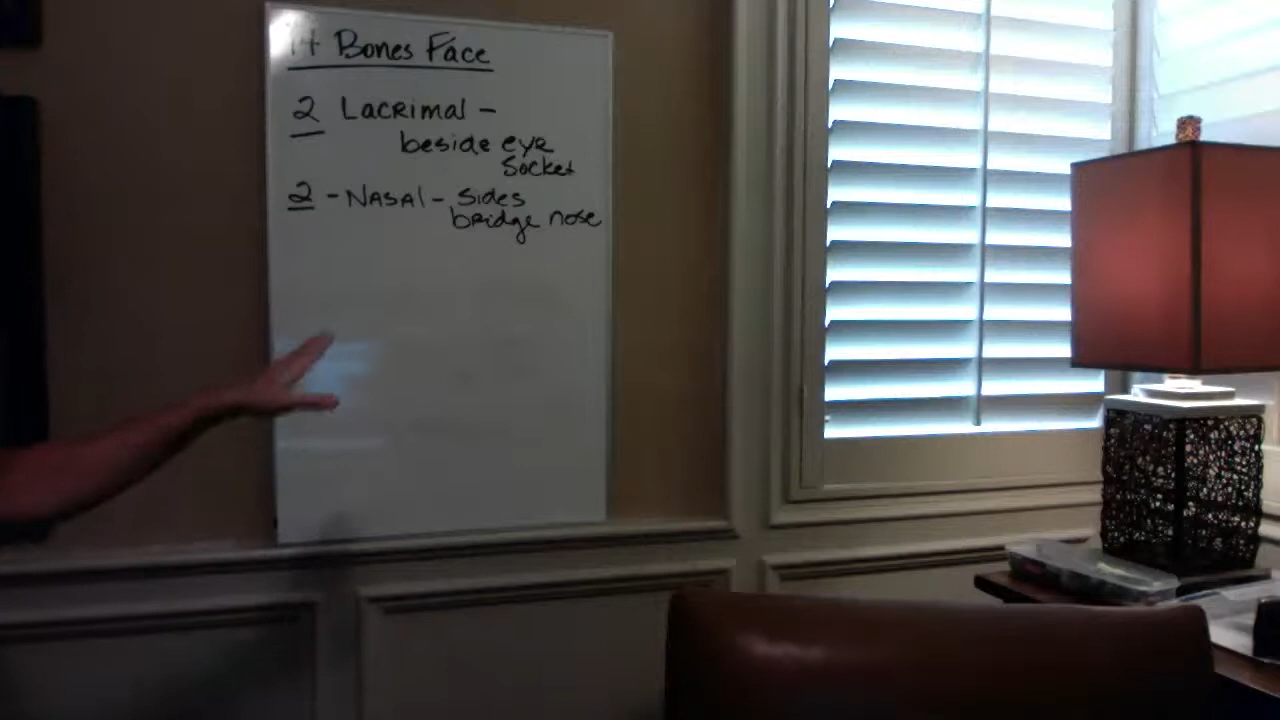 14 Bones Face
2 Lacrimal -
beside eye
socket
2 - Nasal - sides
bridge nose